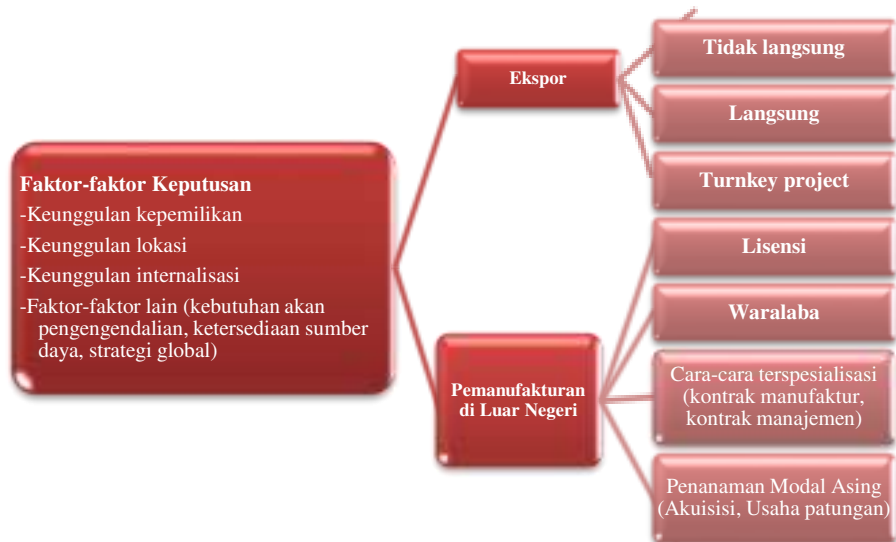 Faktor-faktor Keputusan
-Keunggulan kepemilikan
-Keunggulan lokasi
-Keunggulan internalisasi
-Faktor-faktor lain (kebutuhan akan
pengengendalian, ketersediaan sumber
daya, strategi global)
Ekspor
Pemanufakturan
di Luar Negeri
Tidak langsung
Langsung
Turnkey project
Lisensi
Waralaba
Cara-cara terspesialisasi
(kontrak manufaktur,
kontrak manajemen)
Penanaman Modal Asing
(Akuisisi, Usaha patungan)